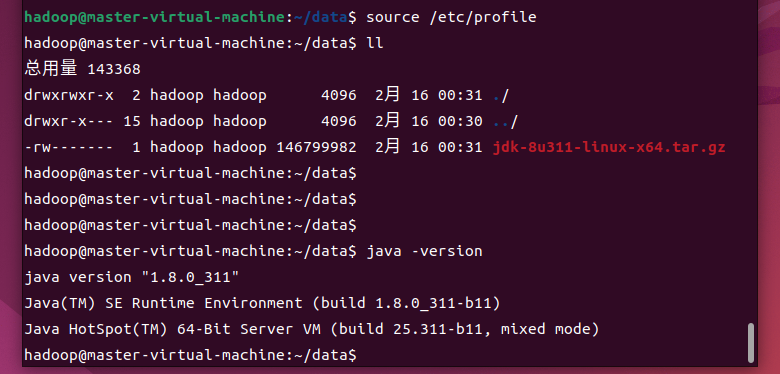 hadoop@master-virtual-machine:~/data$ source /etc/profile
hadoop@master-virtual-machine:~/data$ ll
总用量 143368
drwxrwxr-x  2 hadoop hadoop      4096  2月 16 00:31 ./
drwxr-x--- 15 hadoop hadoop      4096  2月 16 00:30 ../
-rw-------  1 hadoop hadoop 146799982  2月 16 00:31 jdk-8u311-linux-x64.tar.gz
hadoop@master-virtual-machine:~/data$
hadoop@master-virtual-machine:~/data$
hadoop@master-virtual-machine:~/data$
hadoop@master-virtual-machine:~/data$ java -version
java version "1.8.0_311"
Java(TM) SE Runtime Environment (build 1.8.0_311-b11)
Java HotSpot(TM) 64-Bit Server VM (build 25.311-b11, mixed mode)
hadoop@master-virtual-machine:~/data$